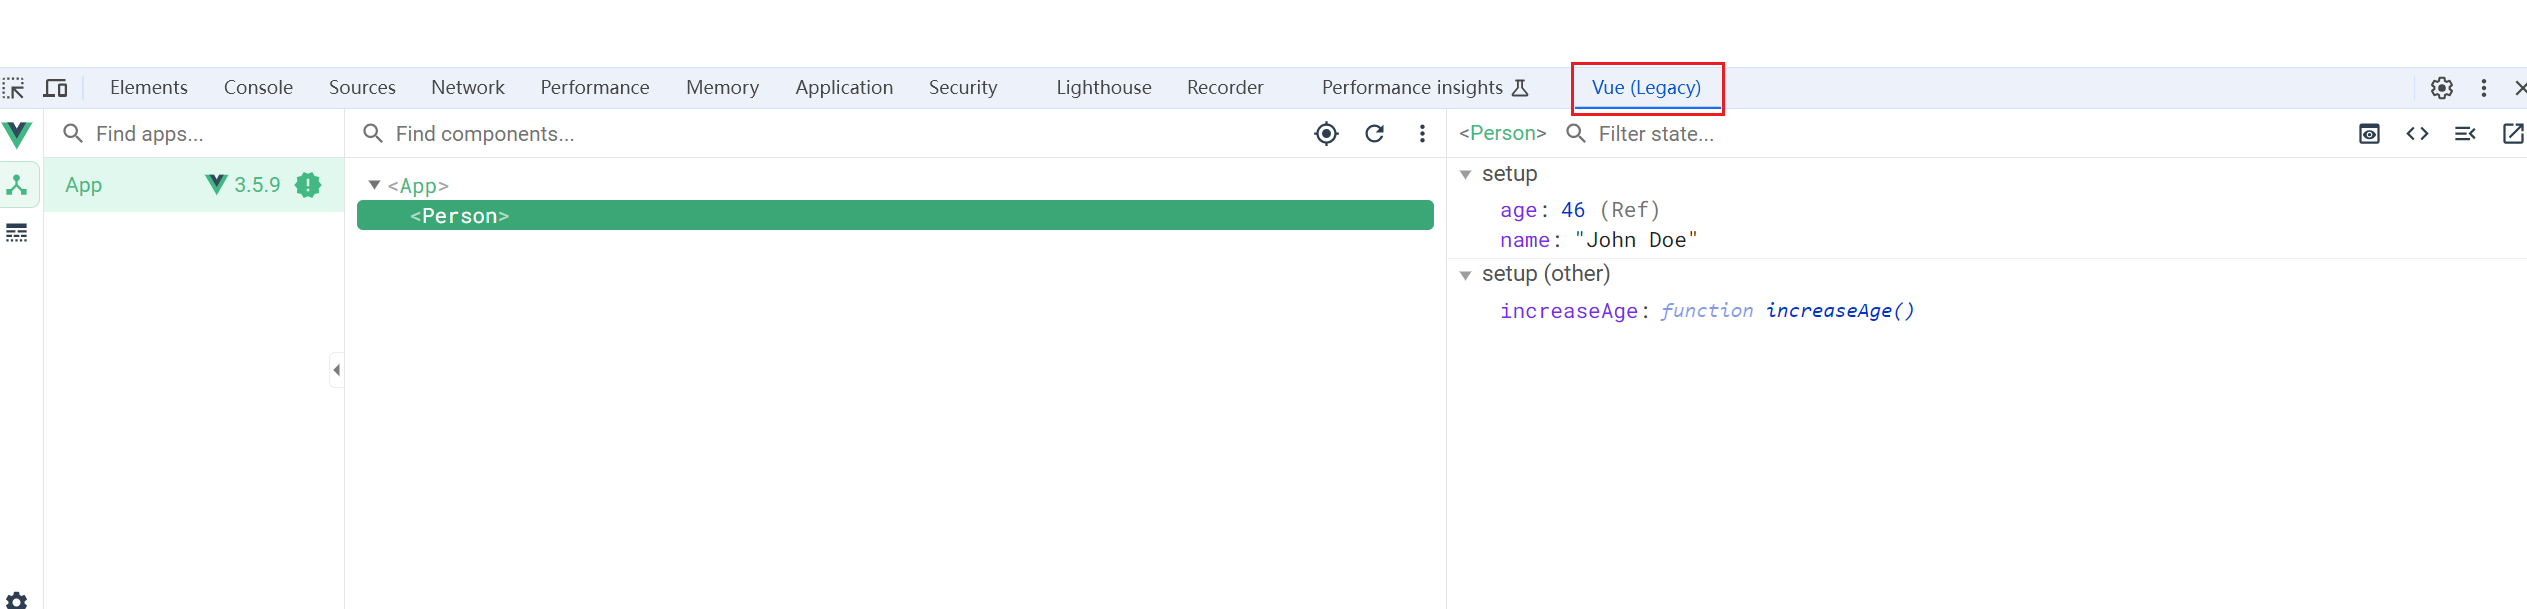 Elements Console Sources Network Performance Memory Application Security Lighthouse Recorder Performance insights Vue (Legacy)
Find apps... Find components... <Person> Filter state...
App 3.5.9
<App>
<Person>
setup
age: 46 (Ref)
name: "John Doe"
setup (other)
increaseAge: function increaseAge()